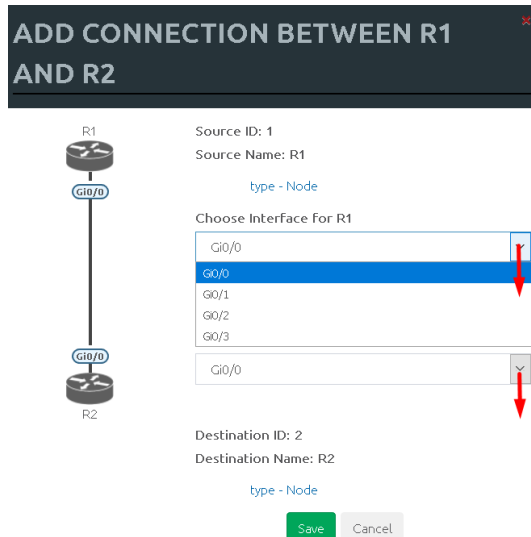 ADD CONNECTION BETWEEN R1
AND R2
R1
Gi0/0
Gi0/0
R2
Source ID: 1
Source Name: R1
type - Node
Choose Interface for R1
Gi0/0
Gi0/0
Gi0/1
Gi0/2
Gi0/3
Gi0/0
Destination ID: 2
Destination Name: R2
type - Node
Save
Cancel